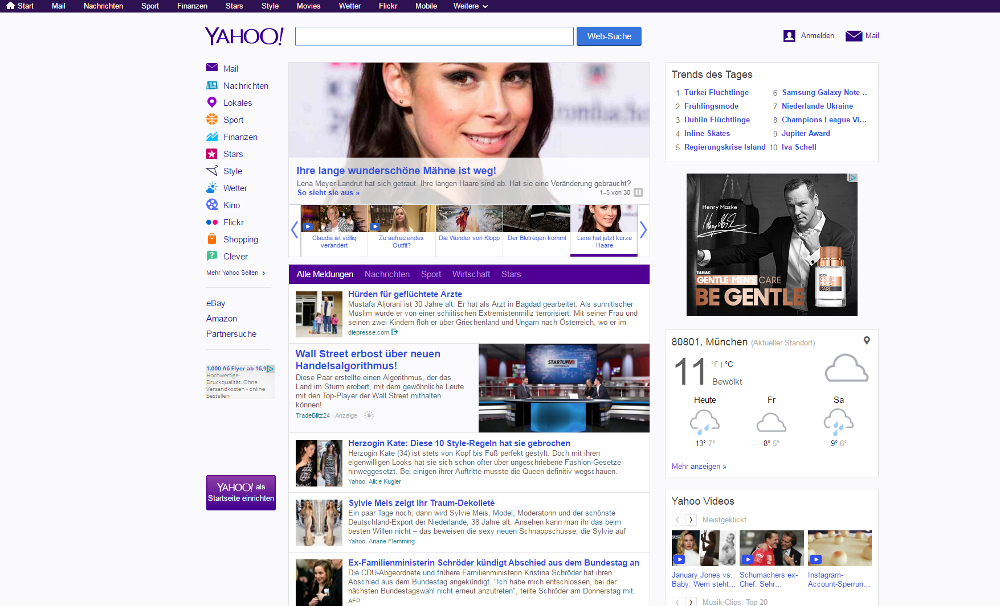 Start Mail Nachrichten Sport Finanzen Stars Style Movies Wetter Flickr Mobile Weitere
YAHOO!
Web-Suche
Anmelden
Mail
Mail
Nachrichten
Lokales
Sport
Finanzen
Stars
Style
Wetter
Kino
Flickr
Shopping
Clever
Mehr Yahoo Seiten
eBay
Amazon
Partnersuche
1.000 A6 Flyer ab 16,9
Hochwertige
Druckqualität. Ohne
Versandkosten - online
bestellen
YAHOO! als
Startseite einrichten
Ihre lange wunderschöne Mähne ist weg!
Lena Meyer-Landrut hat sich getraut. Ihre langen Haare sind ab. Hat sie eine Veränderung gebraucht?
So sieht sie aus »
1–5 von 30
Claudia ist völlig
verändert
Zu aufreizendes
Outfit?
Die Wunder von Klopp
Der Blutregen kommt
Lena hat jetzt kurze
Haare
Alle Meldungen Nachrichten Sport Wirtschaft Stars
Hürden für geflüchtete Ärzte
Mustafa Aljorani ist 30 Jahre alt. Er hat als Arzt in Bagdad gearbeitet. Als sunnitischer
Muslim wurde er von einer schiitischen Extremistenmiliz terrorisiert. Mit seiner Frau und
seinen zwei Kindern floh er über Griechenland und Ungarn nach Österreich, wo er im
diepresse.com
Wall Street erbost über neuen
Handelsalgorithmus!
Diese Paar erstellte einen Algorithmus, der das
Land im Sturm erobert, mit dem gewöhnliche Leute
mit den Top-Player der Wall Street mithalten
können!
TradeBlitz24 Anzeige
STARTUP
Herzogin Kate: Diese 10 Style-Regeln hat sie gebrochen
Herzogin Kate (34) ist stets von Kopf bis Fuß perfekt gestylt. Doch mit ihren
eigenwilligen Looks hat sie sich schon öfter über ungeschriebene Fashion-Gesetze
hinweggesetzt. Bei einigen ihrer Auftritte musste die Queen definitiv wegschauen.
Yahoo, Alice Kugler
Sylvie Meis zeigt ihr Traum-Dekolleté
Ein paar Tage noch, dann wird Sylvie Meis, Model, Moderatorin und der schönste
Deutschland-Export der Niederlande, 38 Jahre alt. Ansehen kann man ihr das beim
besten Willen nicht – das beweisen die sexy neuen Schnappschüsse, die Sylvie auf
Yahoo, Ariane Flemming
Ex-Familienministerin Schröder kündigt Abschied aus dem Bundestag an
Die CDU-Abgeordnete und frühere Familienministerin Kristina Schröder hat ihren
Abschied aus dem Bundestag angekündigt. "Ich habe mich entschlossen, bei der
nächsten Bundestagswahl nicht erneut anzutreten", teilte Schröder am Donnerstag mit.
AFP
Trends des Tages
1 Türkei Flüchtlinge
2 Frühlingsmode
3 Dublin Flüchtlinge
4 Inline Skates
5 Regierungskrise Island
6 Samsung Galaxy Note ..
7 Niederlande Ukraine
8 Champions League Vi...
9 Jupiter Award
10 Iva Schell
Henry Maske
TABAC
GENTLE MEN'S CARE
BE GENTLE
TABAC
GENTLE
MEN'S
CARE
80801, München (Aktueller Standort)
11 °F | °C
Bewölkt
Heute Fr Sa
13° 7° 8° 5° 9° 6°
Mehr anzeigen »
Yahoo Videos
Meistgeklickt
January Jones vs.
Baby: Wem steht...
Schumachers ex-
Chef: Sehr...
Instagram-
Account-Sperrun...
Musik-Clips: Top 20